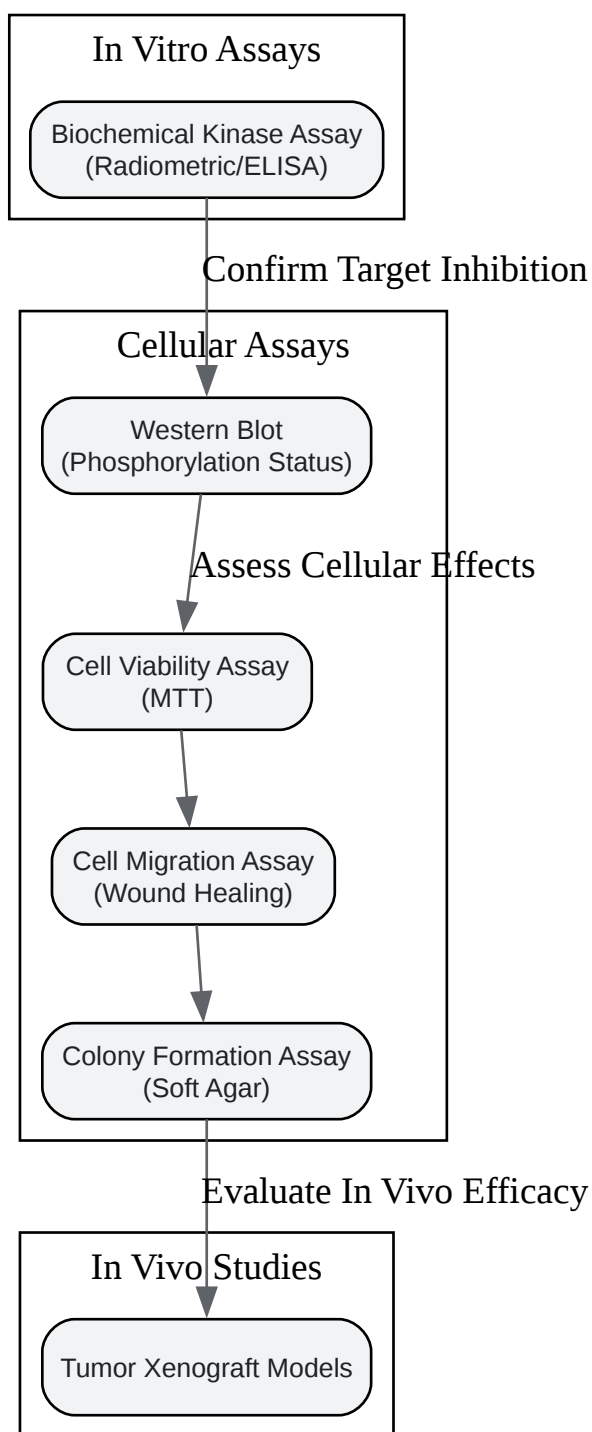 In Vitro Assays
Biochemical Kinase Assay
(Radiometric/ELISA)
Confirm Target Inhibition
Cellular Assays
Western Blot
(Phosphorylation Status)
Assess Cellular Effects
Cell Viability Assay
(MTT)
Cell Migration Assay
(Wound Healing)
Colony Formation Assay
(Soft Agar)
Evaluate In Vivo Efficacy
In Vivo Studies
Tumor Xenograft Models